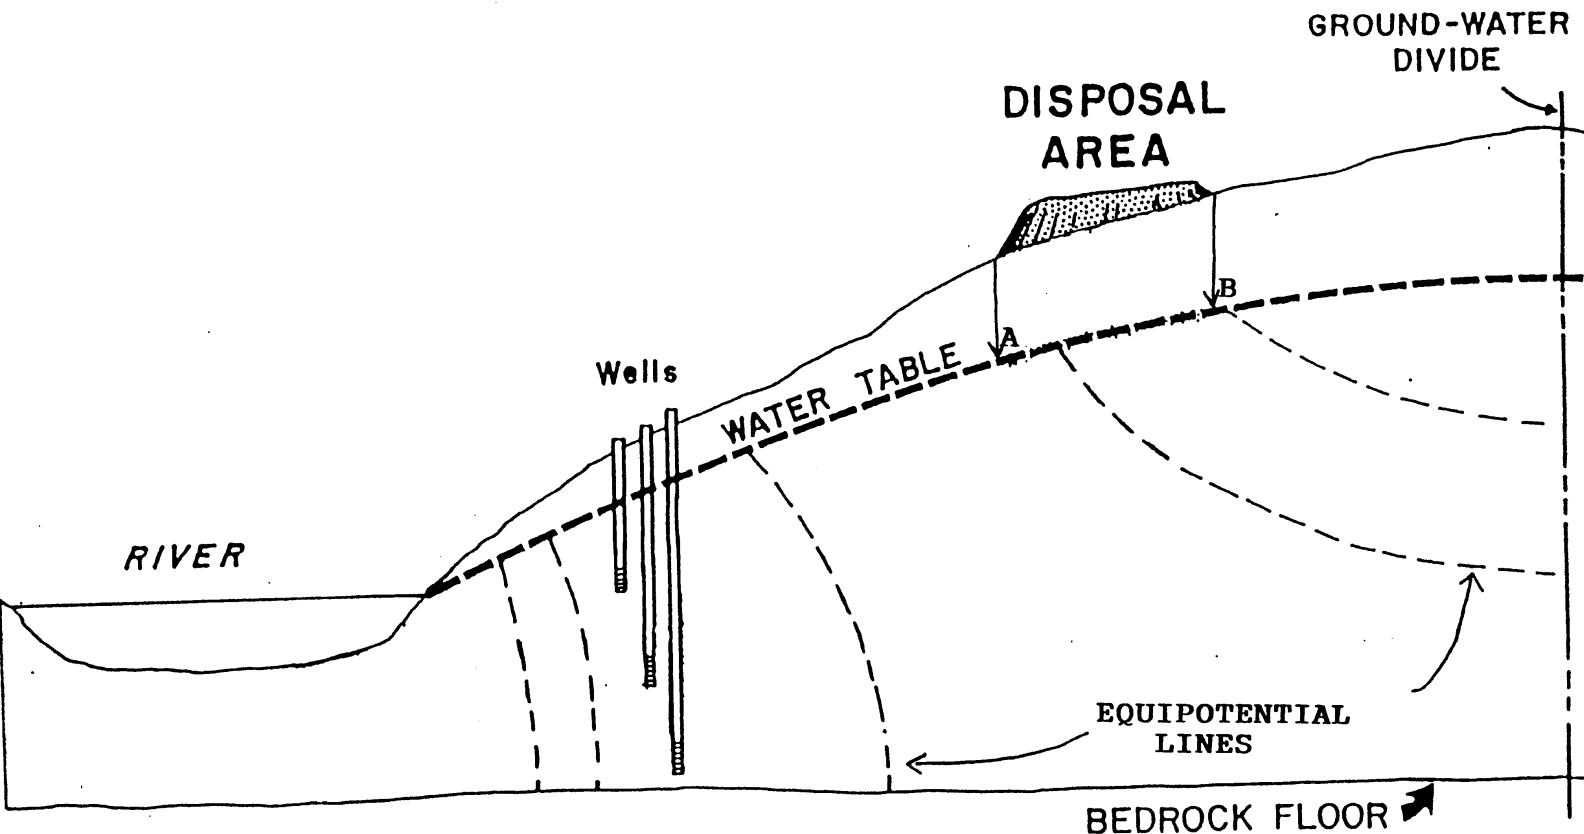 GROUND-WATER
DIVIDE
DISPOSAL
AREA
B
A
Wells
WATER TABLE
RIVER
EQUIPOTENTIAL
LINES
BEDROCK FLOOR